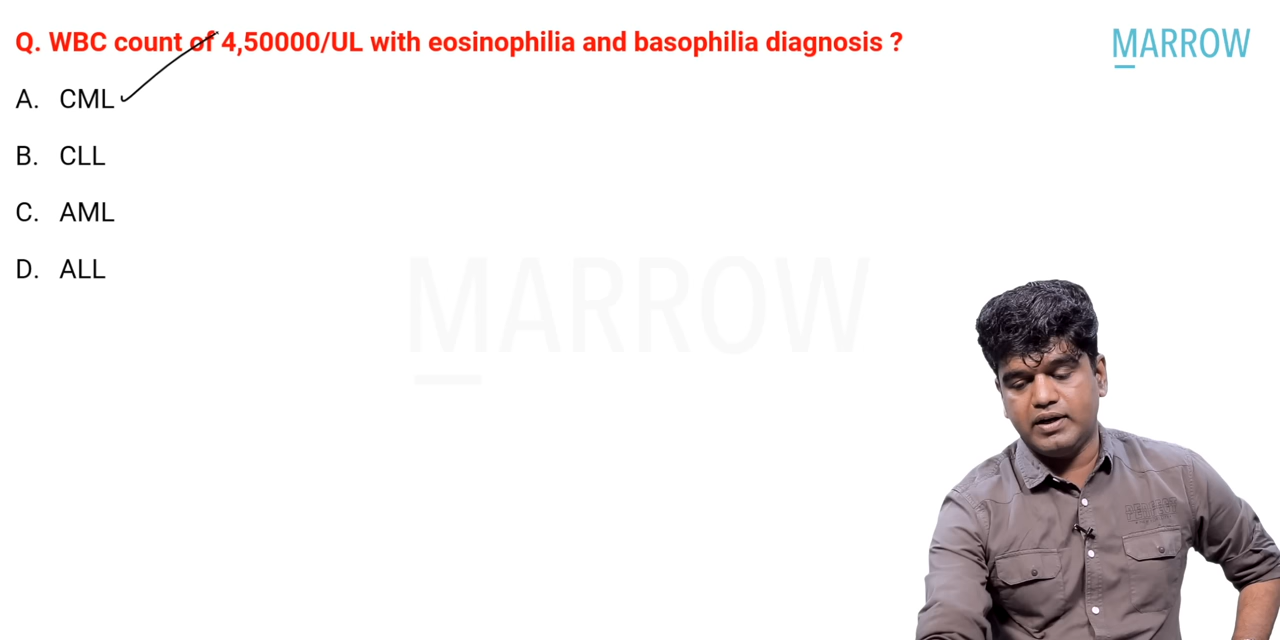 Q. WBC count of 4,50000/UL with eosinophilia and basophilia diagnosis ?
MARROW
A. CML
B. CLL
C. AML
D. ALL
MARROW